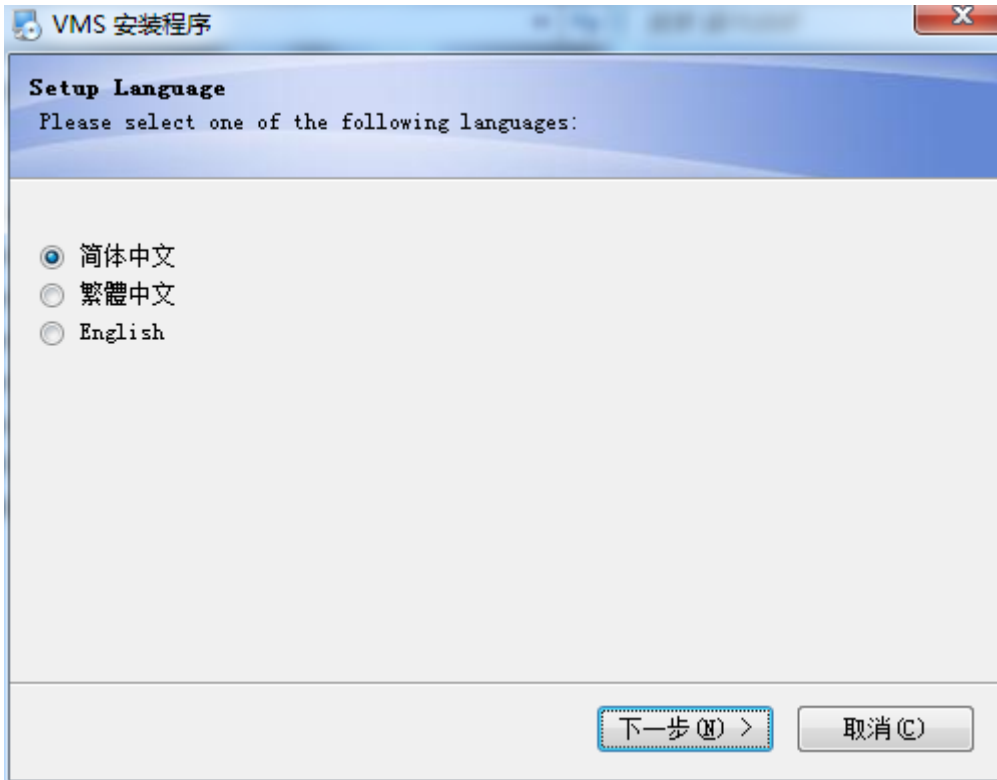 VMS 安装程序
Setup Language
Please select one of the following languages:
简体中文
繁體中文
English
下一步(N) >
取消(C)